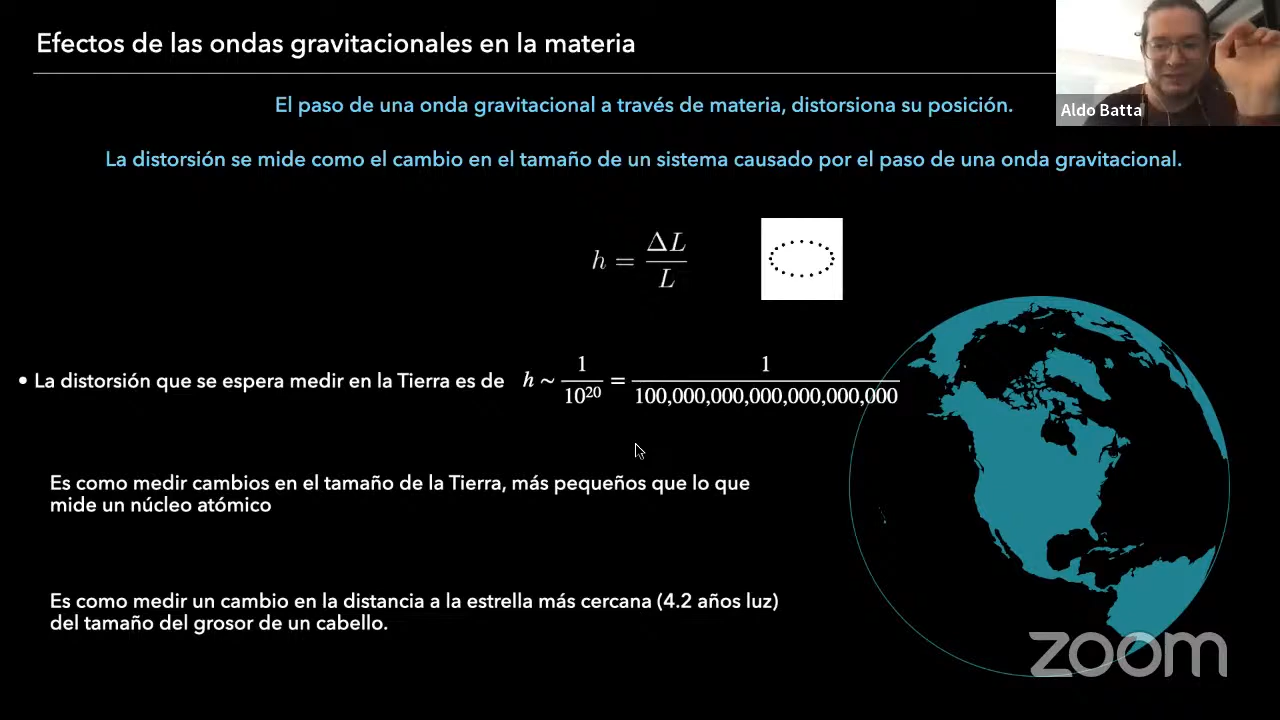 Efectos de las ondas gravitacionales en la materia
Aldo Batta
El paso de una onda gravitacional a través de materia, distorsiona su posición.
La distorsión se mide como el cambio en el tamaño de un sistema causado por el paso de una onda gravitacional.
h = ΔL / L
• La distorsión que se espera medir en la Tierra es de h ~ 1 / 10²⁰ = 1 / 100,000,000,000,000,000,000
Es como medir cambios en el tamaño de la Tierra, más pequeños que lo que
mide un núcleo atómico
Es como medir un cambio en la distancia a la estrella más cercana (4.2 años luz)
del tamaño del grosor de un cabello.
zoom